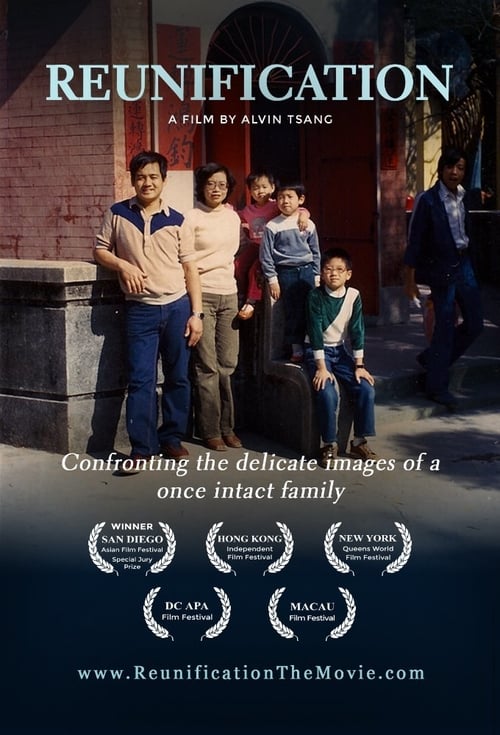 REUNIFICATION
A FILM BY ALVIN TSANG
Confronting the delicate images of a
once intact family
WINNER
SAN DIEGO
Asian Film Festival
Special Jury
Prize
HONG KONG
Independent
Film Festival
NEW YORK
Queens World
Film Festival
DC APA
Film Festival
MACAU
Film Festival
www.ReunificationTheMovie.com